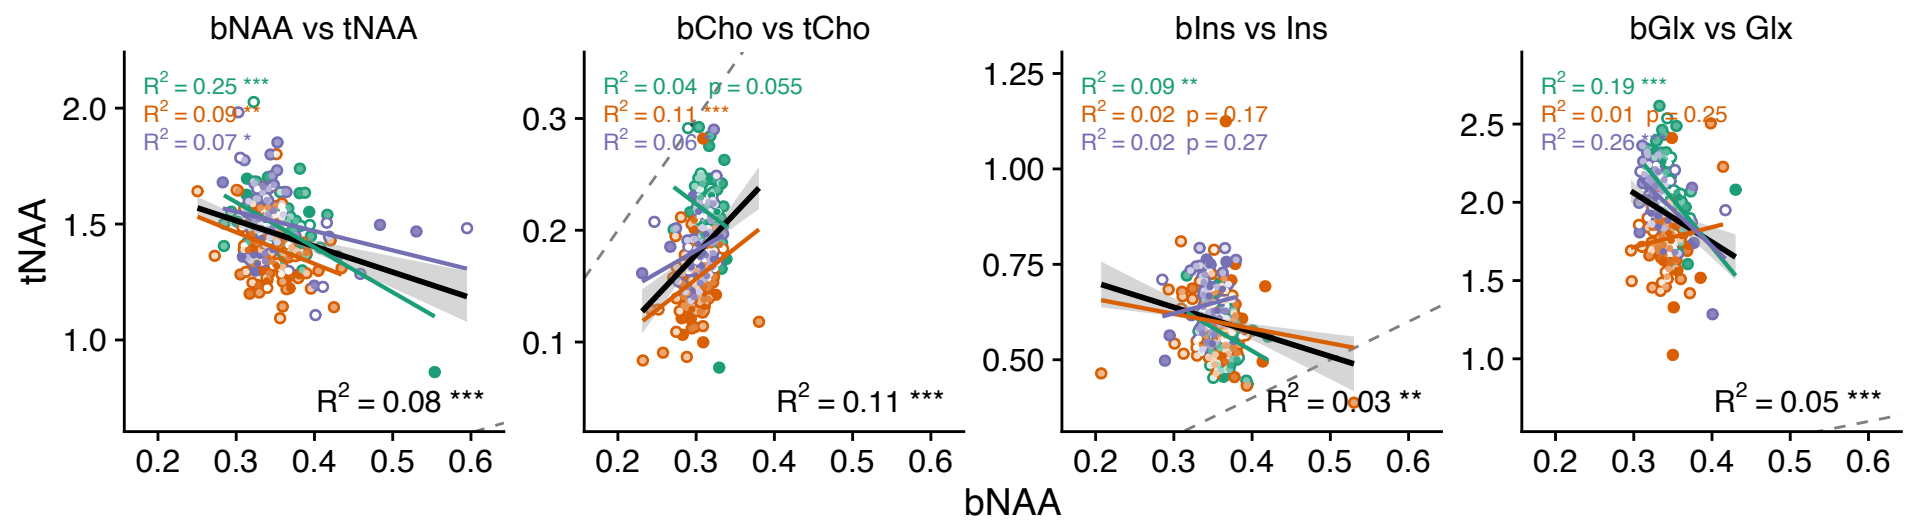 bNAA vs tNAA
R² = 0.25 ***
R² = 0.09 **
R² = 0.07 *
2.0
1.5
1.0
tNAA
R² = 0.08 ***
0.2 0.3 0.4 0.5 0.6
bCho vs tCho
R² = 0.04 p = 0.055
R² = 0.11 ***
R² = 0.06
0.3
0.2
0.1
R² = 0.11 ***
0.2 0.3 0.4 0.5 0.6
bIns vs Ins
R² = 0.09 **
R² = 0.02 p = 0.17
R² = 0.02 p = 0.27
1.25
1.00
0.75
0.50
R² = 0.03 **
0.2 0.3 0.4 0.5 0.6
bGlx vs Glx
R² = 0.19 ***
R² = 0.01 p = 0.25
R² = 0.26 ***
2.5
2.0
1.5
1.0
R² = 0.05 ***
0.2 0.3 0.4 0.5 0.6
bNAA